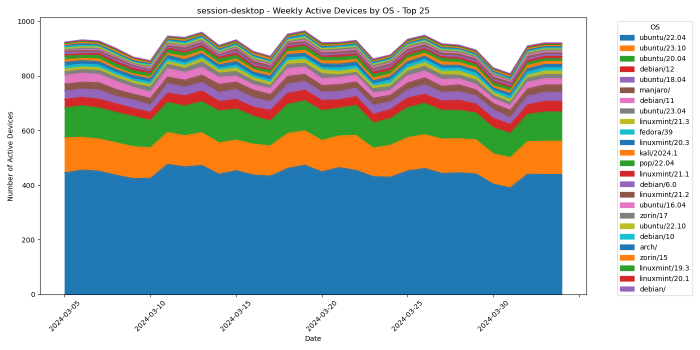 session-desktop - Weekly Active Devices by OS - Top 25
Number of Active Devices
1000
800
600
400
200
0
2024-03-05
2024-03-10
2024-03-15
2024-03-20
2024-03-25
2024-03-30
Date
OS
ubuntu/22.04
ubuntu/23.10
ubuntu/20.04
debian/12
ubuntu/18.04
manjaro/
debian/11
ubuntu/23.04
linuxmint/21.3
fedora/39
linuxmint/20.3
kali/2024.1
pop/22.04
linuxmint/21.1
debian/6.0
linuxmint/21.2
ubuntu/16.04
zorin/17
ubuntu/22.10
debian/10
arch/
zorin/15
linuxmint/19.3
linuxmint/20.1
debian/